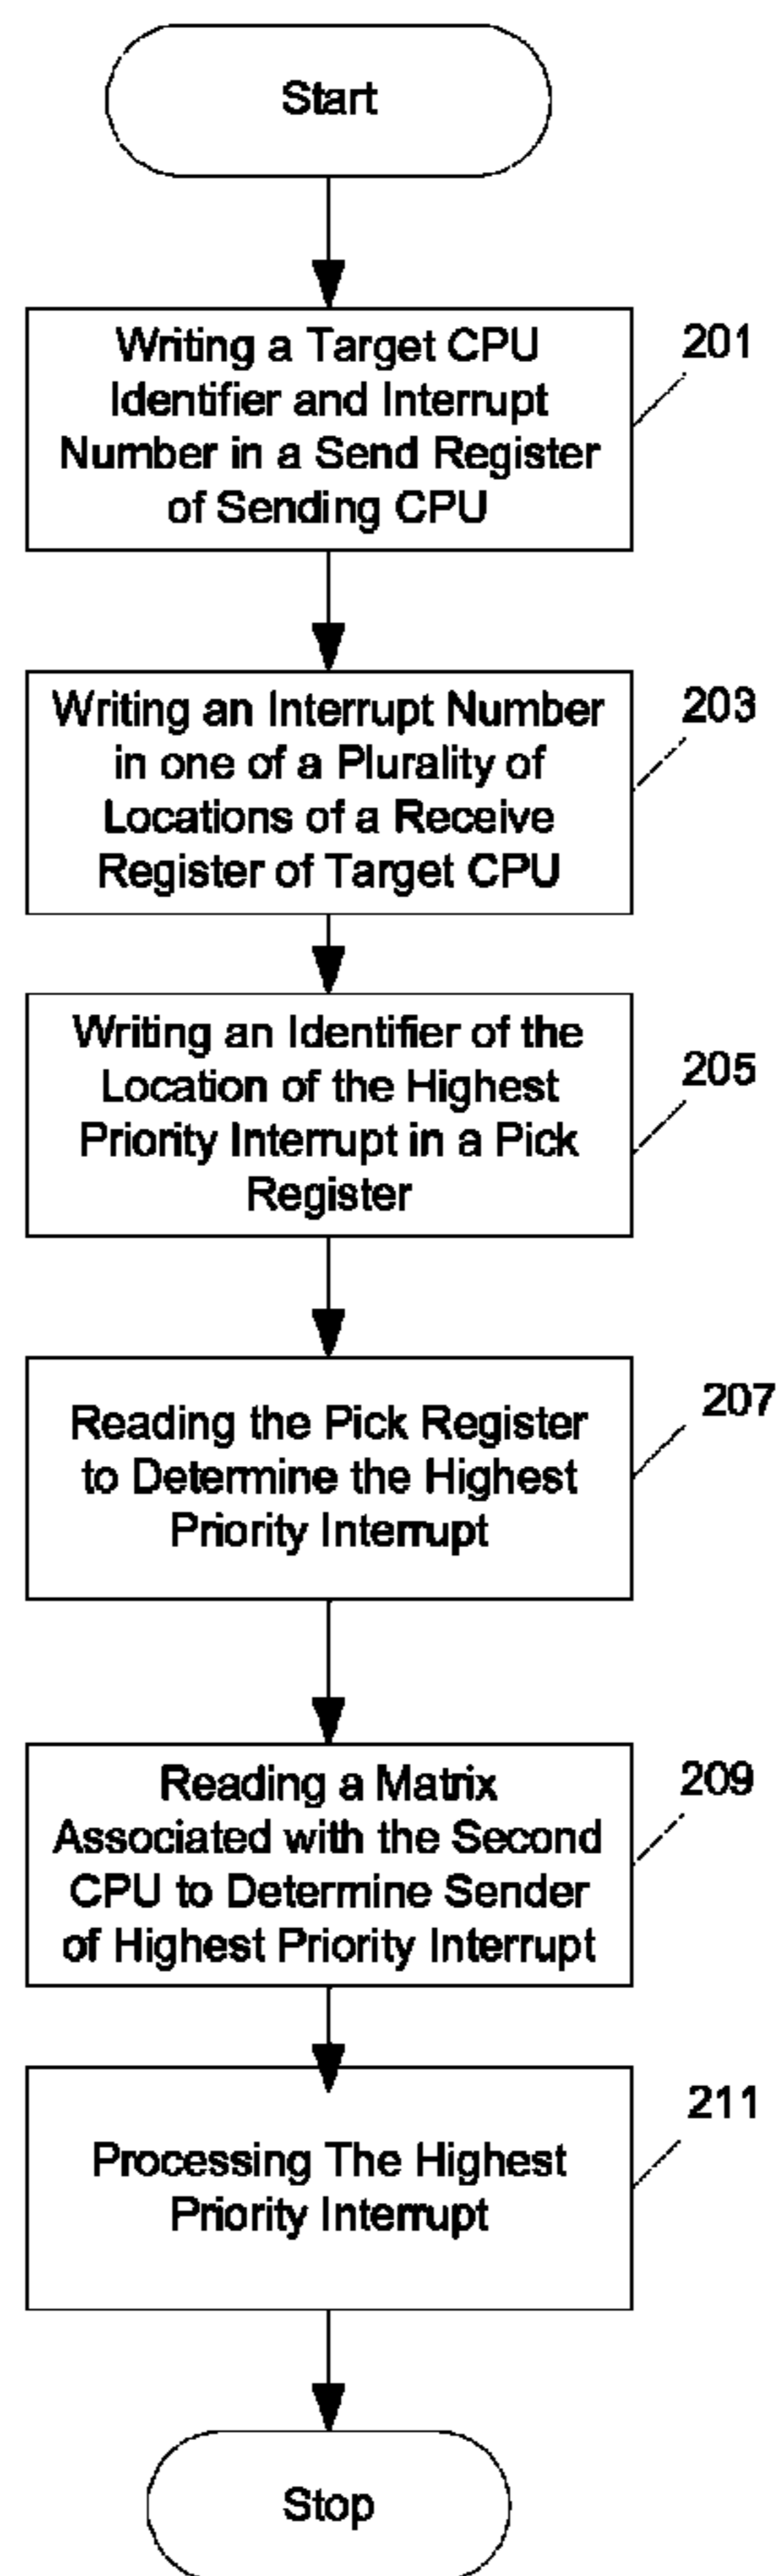 Start
Writing a Target CPU
Identifier and Interrupt
Number in a Send Register
of Sending CPU
201
Writing an Interrupt Number
in one of a Plurality of
Locations of a Receive
Register of Target CPU
203
Writing an Identifier of the
Location of the Highest
Priority Interrupt in a Pick
Register
205
Reading the Pick Register
to Determine the Highest
Priority Interrupt
207
Reading a Matrix
Associated with the Second
CPU to Determine Sender
of Highest Priority Interrupt
209
Processing The Highest
Priority Interrupt
211
Stop